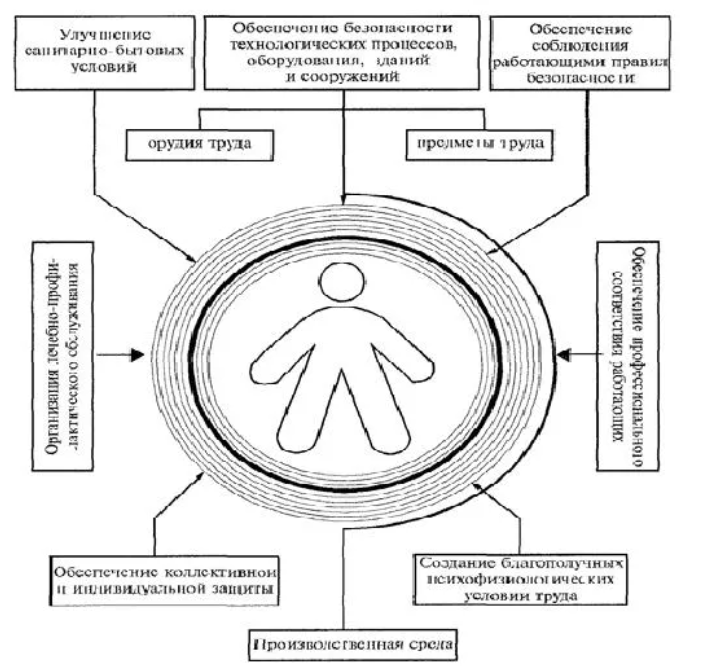 Улучшение
санитарно-бытовых
условий
Обеспечение безопасности
технологических процессов,
оборудования, зданий
и сооружений
Обеспечение
соблюдения
работающими правил
безопасности
орудия труда
предметы труда
Организация лечебно-профи-
лактического обслуживания
Обеспечение профессионального
соответствия работающих
Обеспечение коллективной
и индивидуальной защиты
Создание благополучных
психофизиологических
условии труда
Производственная среда